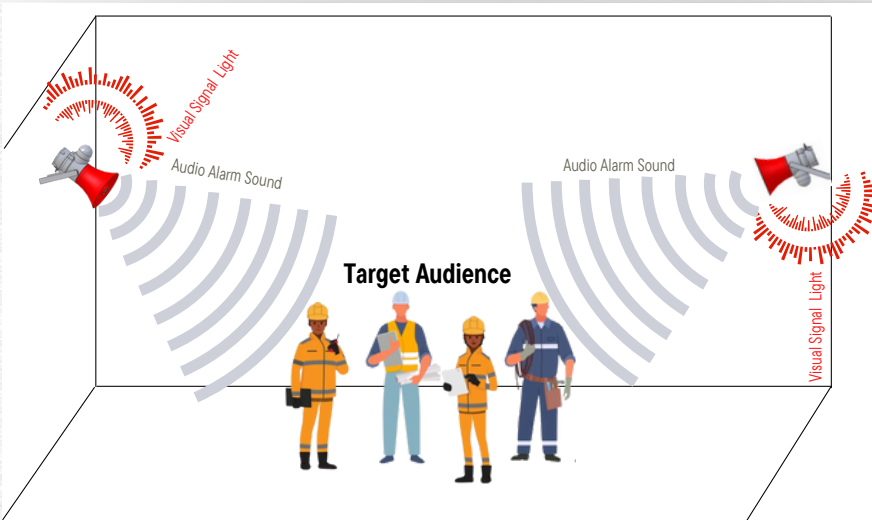 Visual Signal Light
Audio Alarm Sound
Audio Alarm Sound
Target Audience
Visual Signal Light